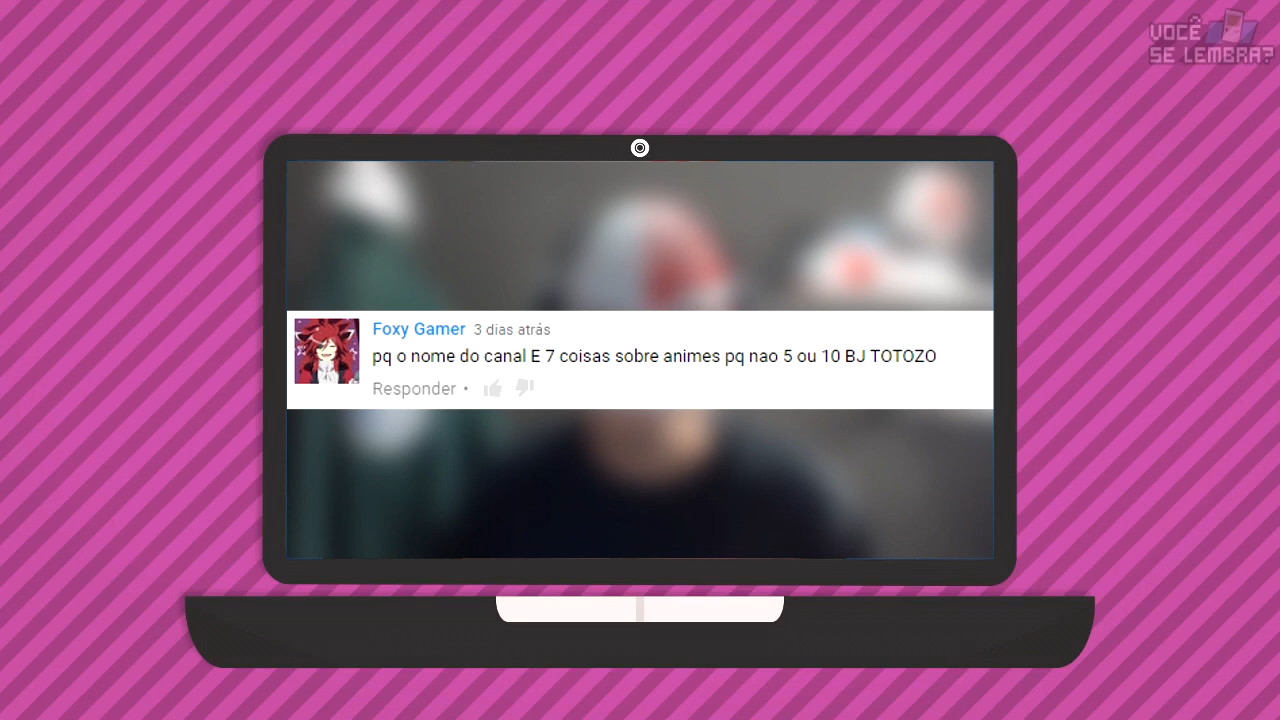 VOCÊ
SE LEMBRA?
Foxy Gamer 3 dias atrás
pq o nome do canal E 7 coisas sobre animes pq nao 5 ou 10 BJ TOTOZO
Responder •